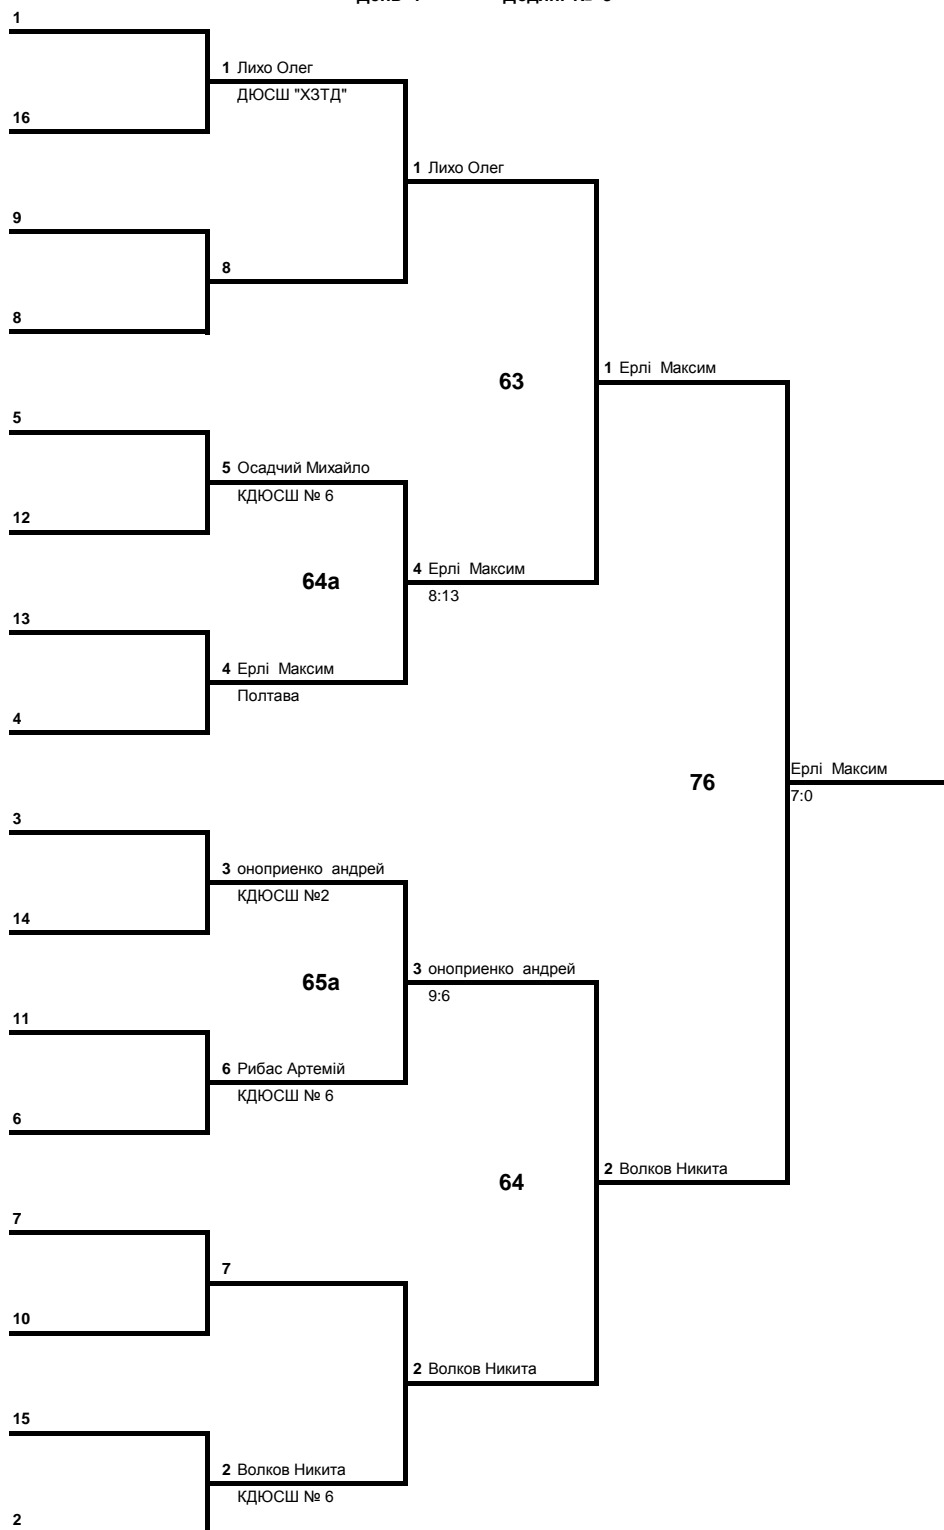 1
1 Лихо Олег
ДЮСШ "ХЗТД"
16
1 Лихо Олег
9
8
8
63
1 Ерлі Максим
5
5 Осадчий Михайло
КДЮСШ № 6
12
64а
4 Ерлі Максим
8:13
13
4 Ерлі Максим
Полтава
4
76
Ерлі Максим
7:0
3
3 оноприенко андрей
КДЮСШ №2
14
65а
3 оноприенко андрей
9:6
11
6 Рибас Артемій
КДЮСШ № 6
6
64
2 Волков Никита
7
7
10
2 Волков Никита
15
2 Волков Никита
КДЮСШ № 6
2